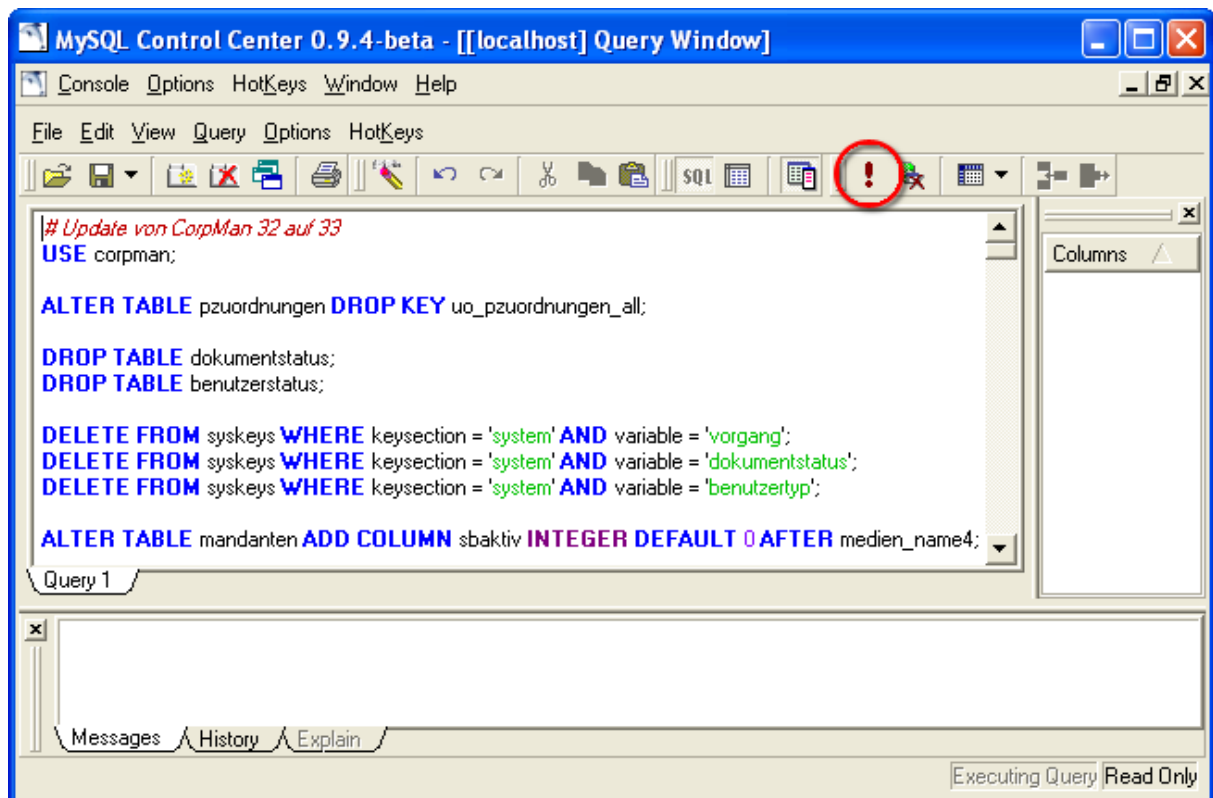 MySQL Control Center 0.9.4-beta - [[localhost] Query Window]
Console Options HotKeys Window Help
File Edit View Query Options HotKeys
SQL
# Update von CorpMan 32 auf 33
USE corpman;
ALTER TABLE pzuordnungen DROP KEY uo_pzuordnungen_all;
DROP TABLE dokumentstatus;
DROP TABLE benutzerstatus;
DELETE FROM syskeys WHERE keysection = 'system' AND variable = 'vorgang';
DELETE FROM syskeys WHERE keysection = 'system' AND variable = 'dokumentstatus';
DELETE FROM syskeys WHERE keysection = 'system' AND variable = 'benutzertyp';
ALTER TABLE mandanten ADD COLUMN sbaktiv INTEGER DEFAULT 0 AFTER medien_name4;
Columns
Query 1
Messages History Explain
Executing Query Read Only